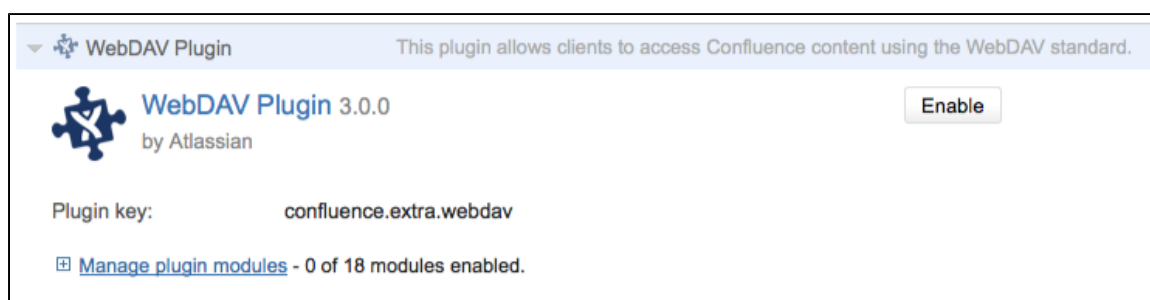 WebDAV Plugin This plugin allows clients to access Confluence content using the WebDAV standard.
WebDAV Plugin 3.0.0 Enable
by Atlassian
Plugin key: confluence.extra.webdav
Manage plugin modules - 0 of 18 modules enabled.